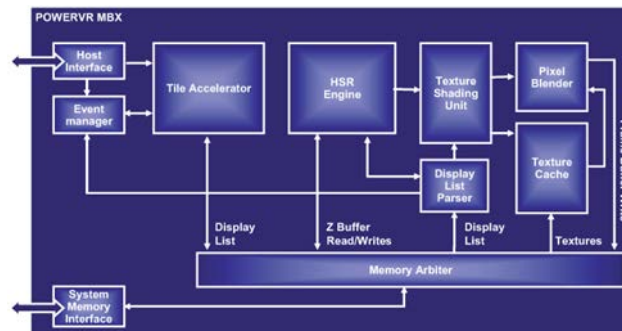 POWERVR MBX
Host
Interface
Event
manager
Tile Accelerator
HSR
Engine
Texture
Shading
Unit
Pixel
Blender
Texture
Cache
Display
List
Parser
Display
List
Z Buffer
Read/Writes
Display
List
Textures
Memory Arbiter
System
Memory
Interface